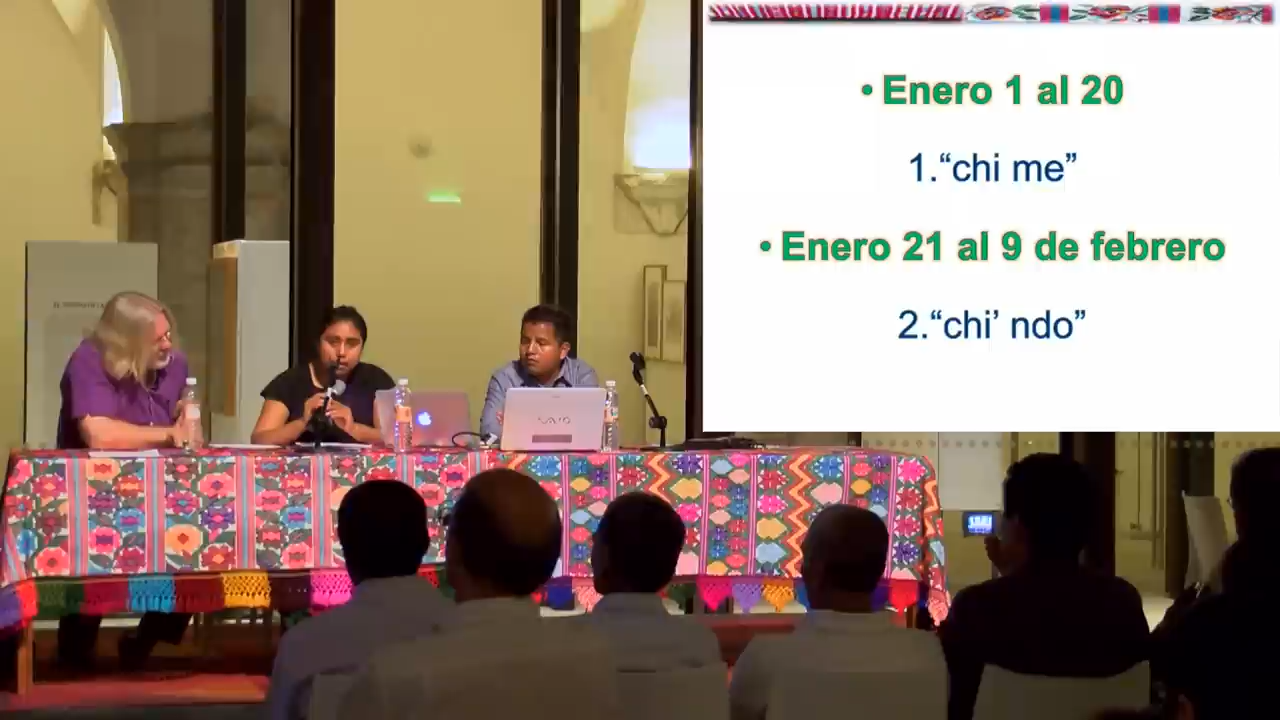 • Enero 1 al 20
1.“chi me”
• Enero 21 al 9 de febrero
2.“chi’ ndo”
VAIO